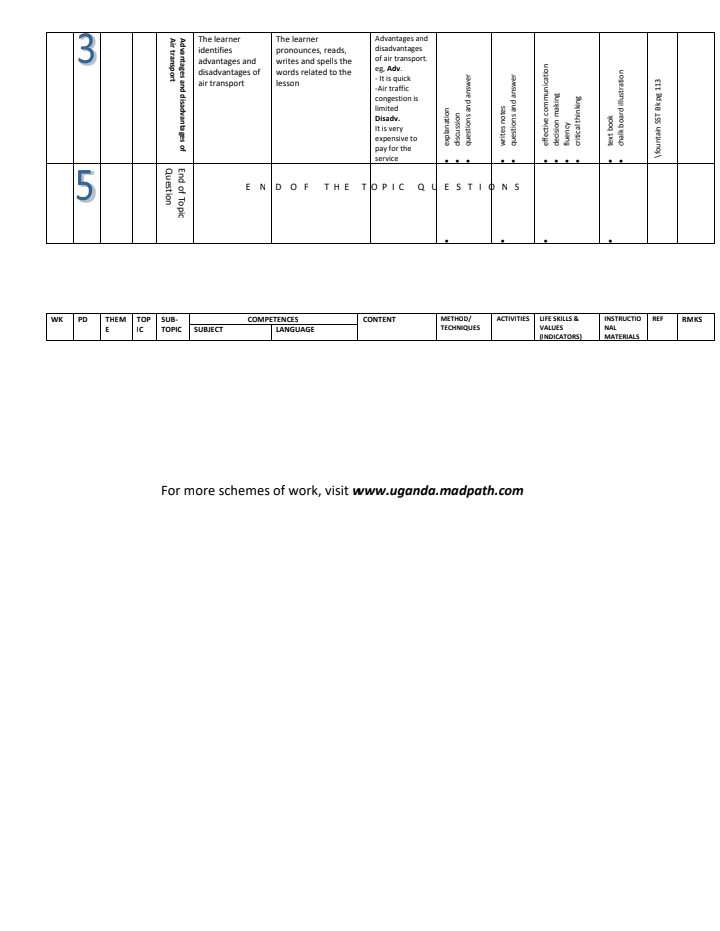 3
Advantages and disadvantages of
Air transport
The learner
identifies
advantages and
disadvantages of
air transport
The learner
pronounces, reads,
writes and spells the
words related to the
lesson
Advantages and
disadvantages
of air transport.
eg, Adv.
- It is quick
-Air traffic
congestion is
limited
Disadv.
It is very
expensive to
pay for the
service
• explanation
• discussion
• questions and answer
• writes notes
• questions and answer
• effective communication
• decision making
• fluency
• critical thinking
• text book
• chalk board illustration
\fountain SST Bk pg 113
5
End of Topic
Question
E N D O F T H E T O P I C Q U E S T I O N S
•
•
•
•
WK
PD
THEM
E
TOP
IC
SUB-
TOPIC
COMPETENCES
SUBJECT
LANGUAGE
CONTENT
METHOD/
TECHNIQUES
ACTIVITIES
LIFE SKILLS &
VALUES
(INDICATORS)
INSTRUCTIO
NAL
MATERIALS
REF
RMKS
For more schemes of work, visit www.uganda.madpath.com